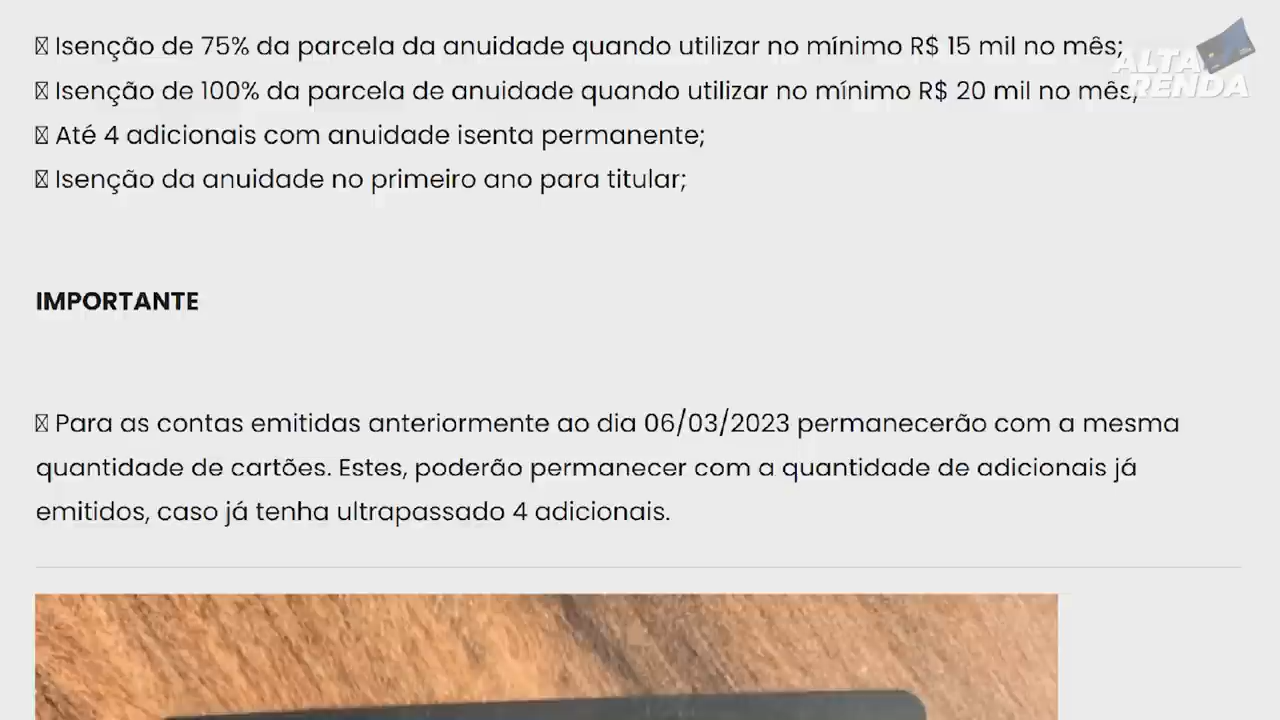 Isenção de 75% da parcela da anuidade quando utilizar no mínimo R$ 15 mil no mês;
Isenção de 100% da parcela de anuidade quando utilizar no mínimo R$ 20 mil no mês;
Até 4 adicionais com anuidade isenta permanente;
Isenção da anuidade no primeiro ano para titular;
IMPORTANTE
Para as contas emitidas anteriormente ao dia 06/03/2023 permanecerão com a mesma
quantidade de cartões. Estes, poderão permanecer com a quantidade de adicionais já
emitidos, caso já tenha ultrapassado 4 adicionais.
ALTA
RENDA